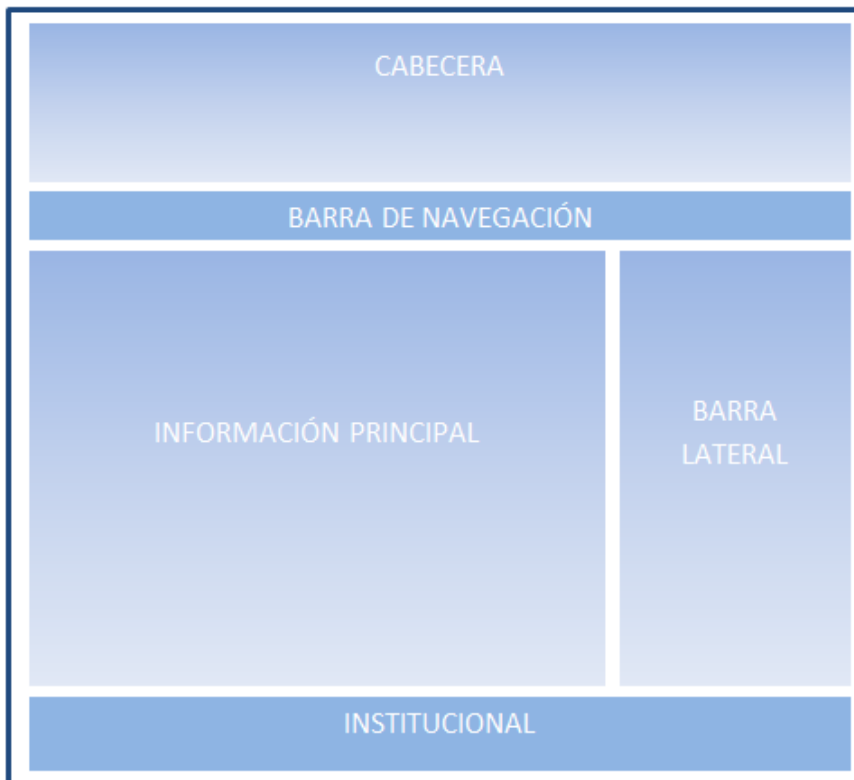 CABECERA
BARRA DE NAVEGACIÓN
INFORMACIÓN PRINCIPAL
BARRA
LATERAL
INSTITUCIONAL